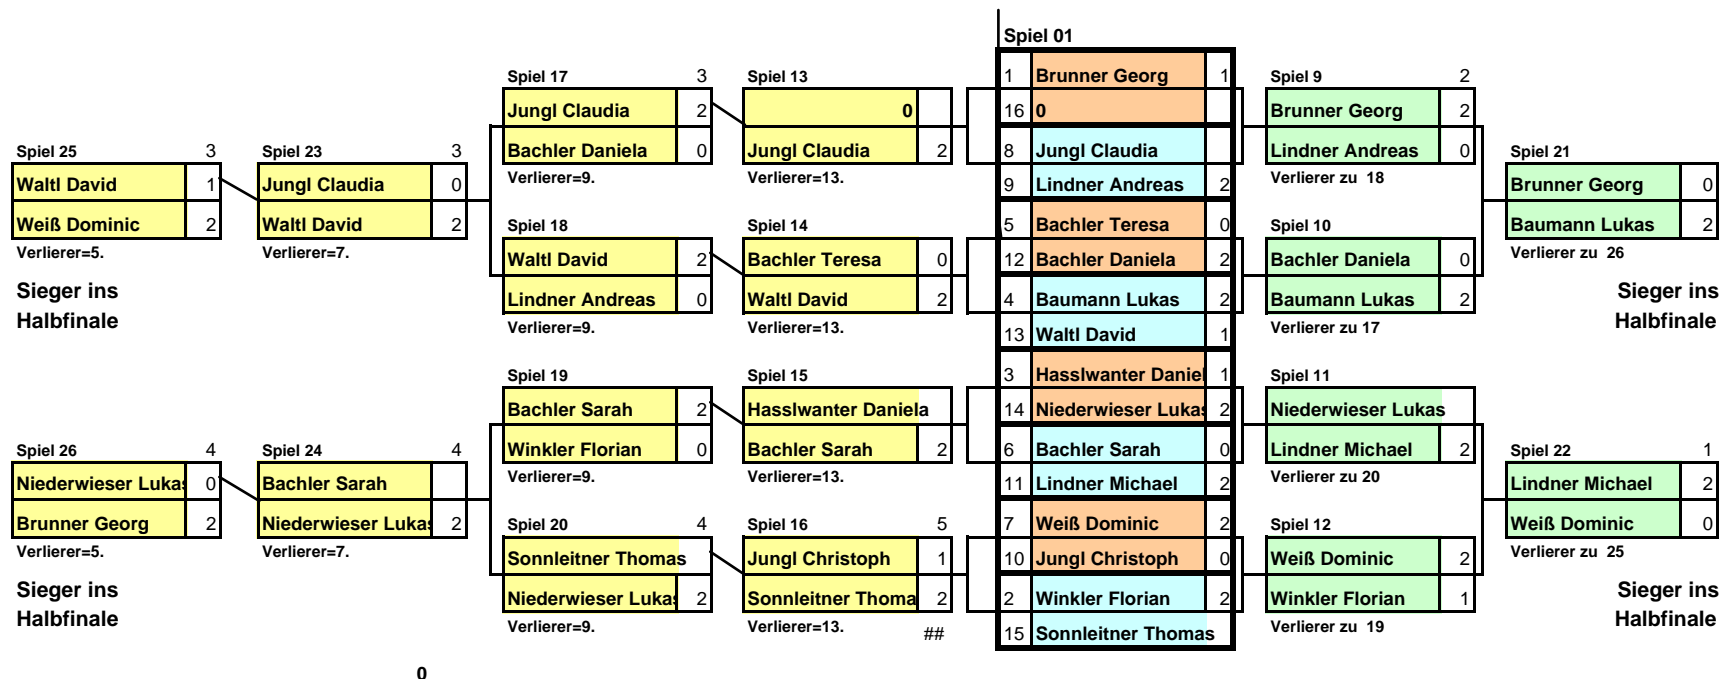 Spiel 01
Spiel 17 3 Spiel 13 1 Brunner Georg 1 Spiel 9 2
Jungl Claudia 2 0 16 0 Brunner Georg 2
Spiel 25 3 Spiel 23 3 Bachler Daniela 0 Jungl Claudia 2 8 Jungl Claudia Lindner Andreas 0 Spiel 21
Waltl David 1 Jungl Claudia 0 Verlierer=9. Verlierer=13. 9 Lindner Andreas 2 Verlierer zu 18 Brunner Georg 0
Weiß Dominic 2 Waltl David 2 Spiel 18 Spiel 14 5 Bachler Teresa 0 Spiel 10 Baumann Lukas 2
Verlierer=5. Verlierer=7. Waltl David 2 Bachler Teresa 0 12 Bachler Daniela 2 Bachler Daniela 0 Verlierer zu 26
Sieger ins Lindner Andreas 0 Waltl David 2 4 Baumann Lukas 2 Baumann Lukas 2 Sieger ins
Halbfinale Verlierer=9. Verlierer=13. 13 Waltl David 1 Verlierer zu 17 Halbfinale
Spiel 19 Spiel 15 3 Hasslwanter Daniel 1 Spiel 11
Bachler Sarah 2 Hasslwanter Daniela 14 Niederwieser Lukas 2 Niederwieser Lukas
Spiel 26 4 Spiel 24 4 Winkler Florian 0 Bachler Sarah 2 6 Bachler Sarah 0 Lindner Michael 2 Spiel 22 1
Niederwieser Lukas 0 Bachler Sarah Verlierer=9. Verlierer=13. 11 Lindner Michael 2 Verlierer zu 20 Lindner Michael 2
Brunner Georg 2 Niederwieser Lukas 2 Spiel 20 4 Spiel 16 5 7 Weiß Dominic 2 Spiel 12 Weiß Dominic 0
Verlierer=5. Verlierer=7. Sonnleitner Thomas Jungl Christoph 1 10 Jungl Christoph 0 Weiß Dominic 2 Verlierer zu 25
Sieger ins Niederwieser Lukas 2 Sonnleitner Thoma 2 2 Winkler Florian 2 Winkler Florian 1 Sieger ins
Halbfinale Verlierer=9. Verlierer=13. ## 15 Sonnleitner Thomas Verlierer zu 19 Halbfinale
0